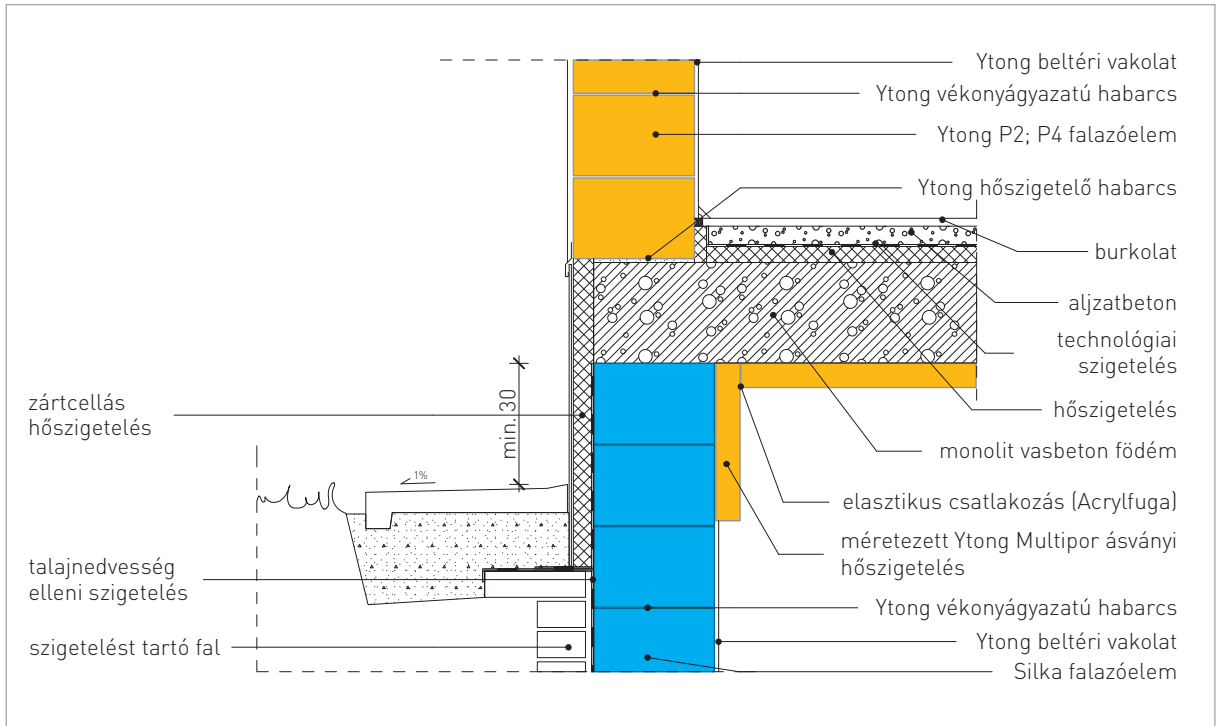 Ytong beltéri vakolat
Ytong vékonyágyazatú habarcs
Ytong P2; P4 falazóelem
Ytong hőszigetelő habarcs
burkolat
aljzatbeton
technológiai
szigetelés
hőszigetelés
monolit vasbeton födém
elasztikus csatlakozás (Acrylfuga)
méretezett Ytong Multipor ásványi
hőszigetelés
Ytong vékonyágyazatú habarcs
Ytong beltéri vakolat
Silka falazóelem
zártcellás
hőszigetelés
min. 30
1%
talajnedvesség
elleni szigetelés
szigetelést tartó fal